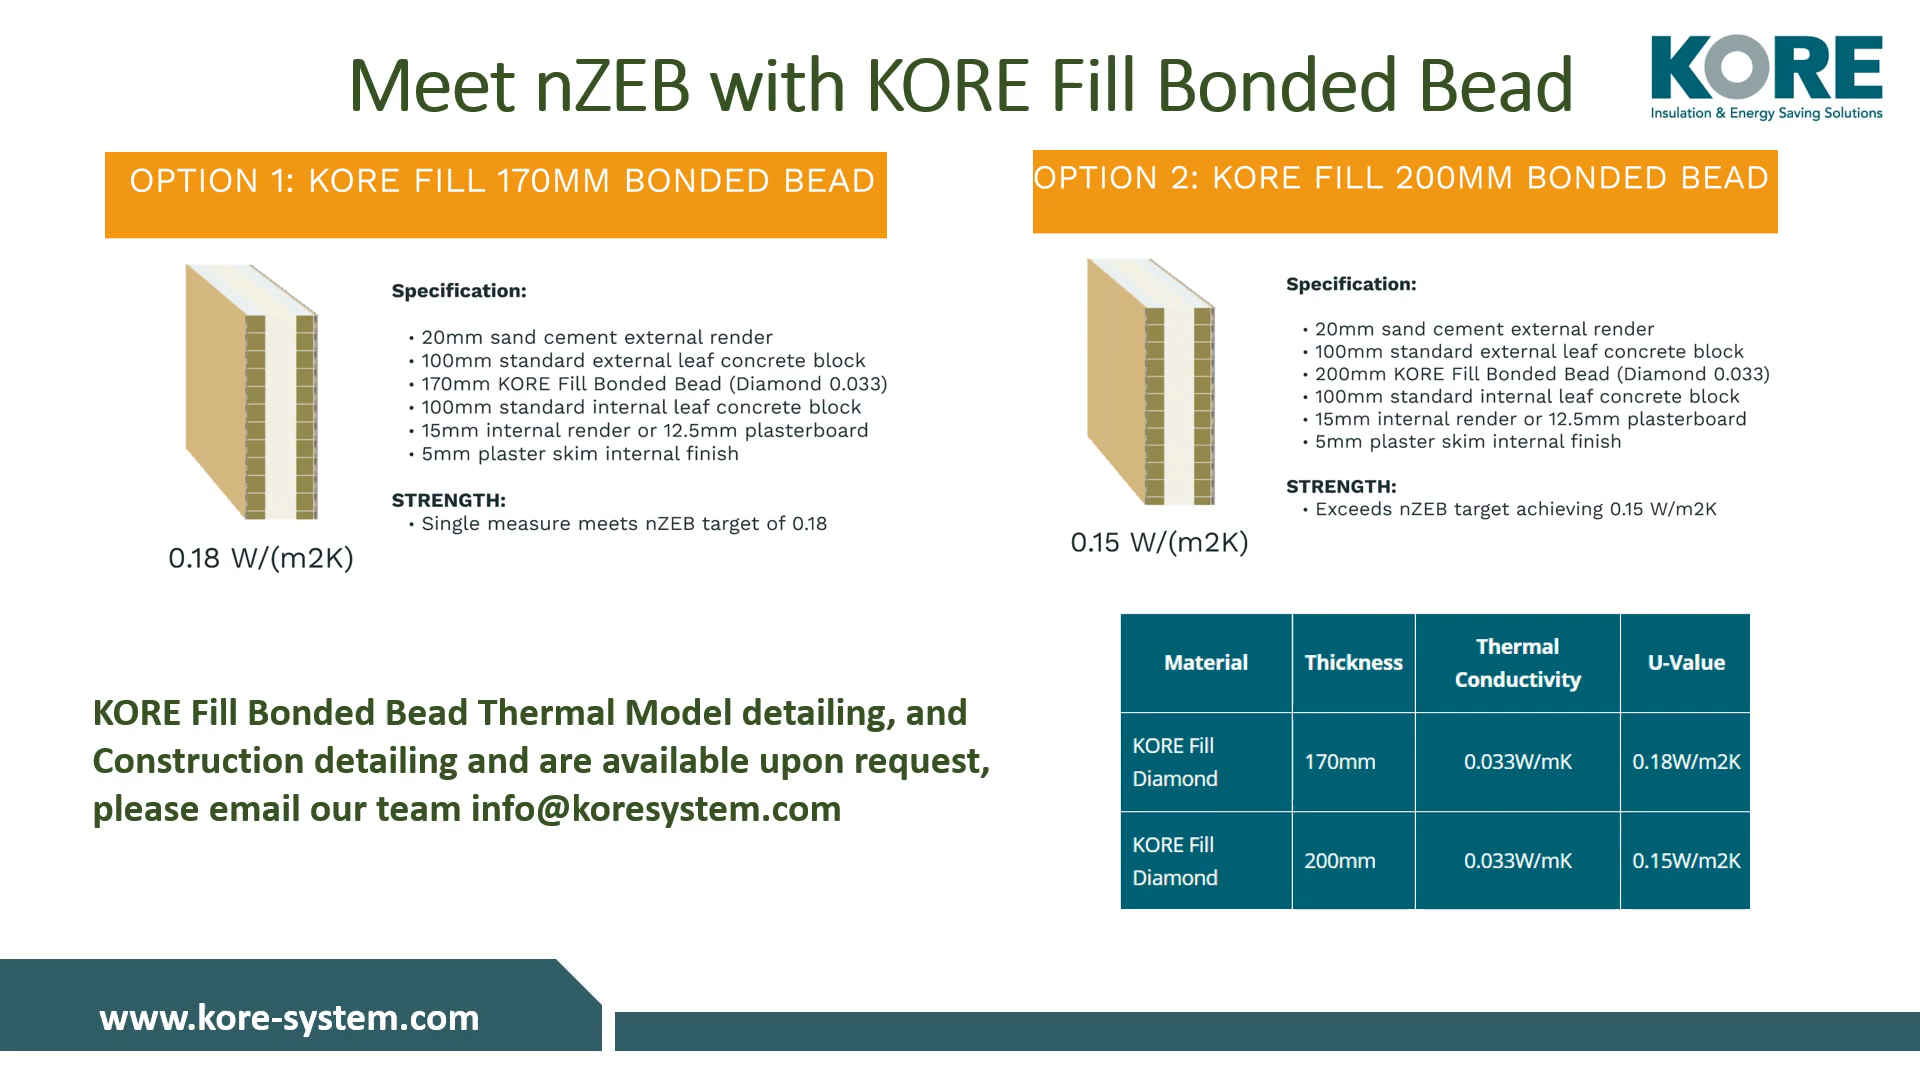 Meet nZEB with KORE Fill Bonded Bead
KORE
Insulation & Energy Saving Solutions
OPTION 1: KORE FILL 170MM BONDED BEAD
Specification:
• 20mm sand cement external render
• 100mm standard external leaf concrete block
• 170mm KORE Fill Bonded Bead (Diamond 0.033)
• 100mm standard internal leaf concrete block
• 15mm internal render or 12.5mm plasterboard
• 5mm plaster skim internal finish
STRENGTH:
• Single measure meets nZEB target of 0.18
0.18 W/(m2K)
OPTION 2: KORE FILL 200MM BONDED BEAD
Specification:
• 20mm sand cement external render
• 100mm standard external leaf concrete block
• 200mm KORE Fill Bonded Bead (Diamond 0.033)
• 100mm standard internal leaf concrete block
• 15mm internal render or 12.5mm plasterboard
• 5mm plaster skim internal finish
STRENGTH:
• Exceeds nZEB target achieving 0.15 W/m2K
0.15 W/(m2K)
KORE Fill Bonded Bead Thermal Model detailing, and
Construction detailing and are available upon request,
please email our team info@koresystem.com
Material Thickness Thermal Conductivity U-Value
KORE Fill Diamond 170mm 0.033W/mK 0.18W/m2K
KORE Fill Diamond 200mm 0.033W/mK 0.15W/m2K
www.kore-system.com